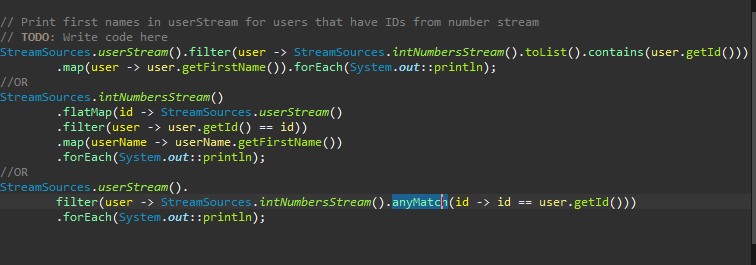 // Print first names in userStream for users that have IDs from number stream
// TODO: Write code here
StreamSources.userStream().filter(user -> StreamSources.intNumbersStream().toList().contains(user.getId()))
.map(user -> user.getFirstName()).forEach(System.out::println);
//OR
StreamSources.intNumbersStream()
.flatMap(id -> StreamSources.userStream()
.filter(user -> user.getId() == id))
.map(userName -> userName.getFirstName())
.forEach(System.out::println);
//OR
StreamSources.userStream().
filter(user -> StreamSources.intNumbersStream().anyMatch(id -> id == user.getId()))
.forEach(System.out::println);